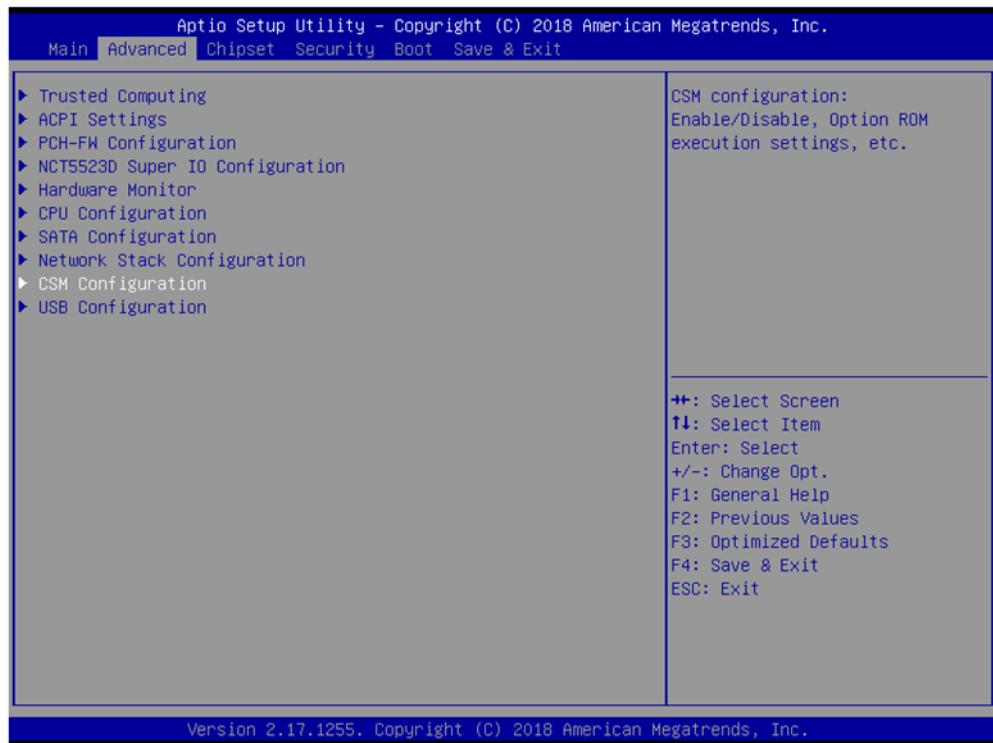 Aptio Setup Utility – Copyright (C) 2018 American Megatrends, Inc.
Main Advanced Chipset Security Boot Save & Exit
Trusted Computing
ACPI Settings
PCH-FW Configuration
NCT5523D Super IO Configuration
Hardware Monitor
CPU Configuration
SATA Configuration
Network Stack Configuration
CSM Configuration
USB Configuration
CSM configuration:
Enable/Disable, Option ROM
execution settings, etc.
→←: Select Screen
↑↓: Select Item
Enter: Select
+/-: Change Opt.
F1: General Help
F2: Previous Values
F3: Optimized Defaults
F4: Save & Exit
ESC: Exit
Version 2.17.1255. Copyright (C) 2018 American Megatrends, Inc.